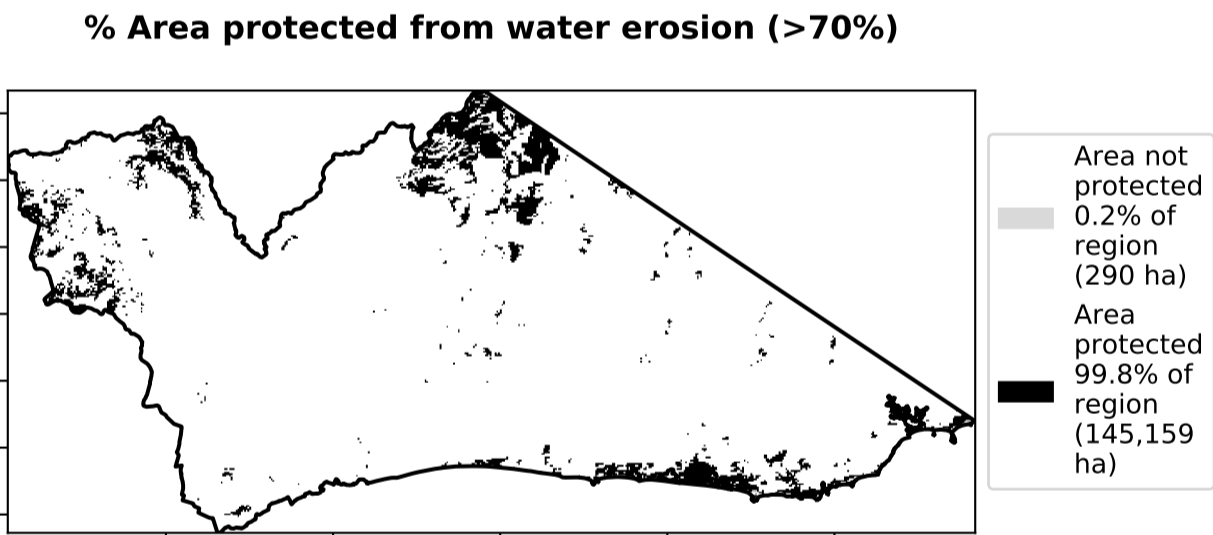 % Area protected from water erosion (>70%)
Area not
protected
0.2% of
region
(290 ha)
Area
protected
99.8% of
region
(145,159
ha)